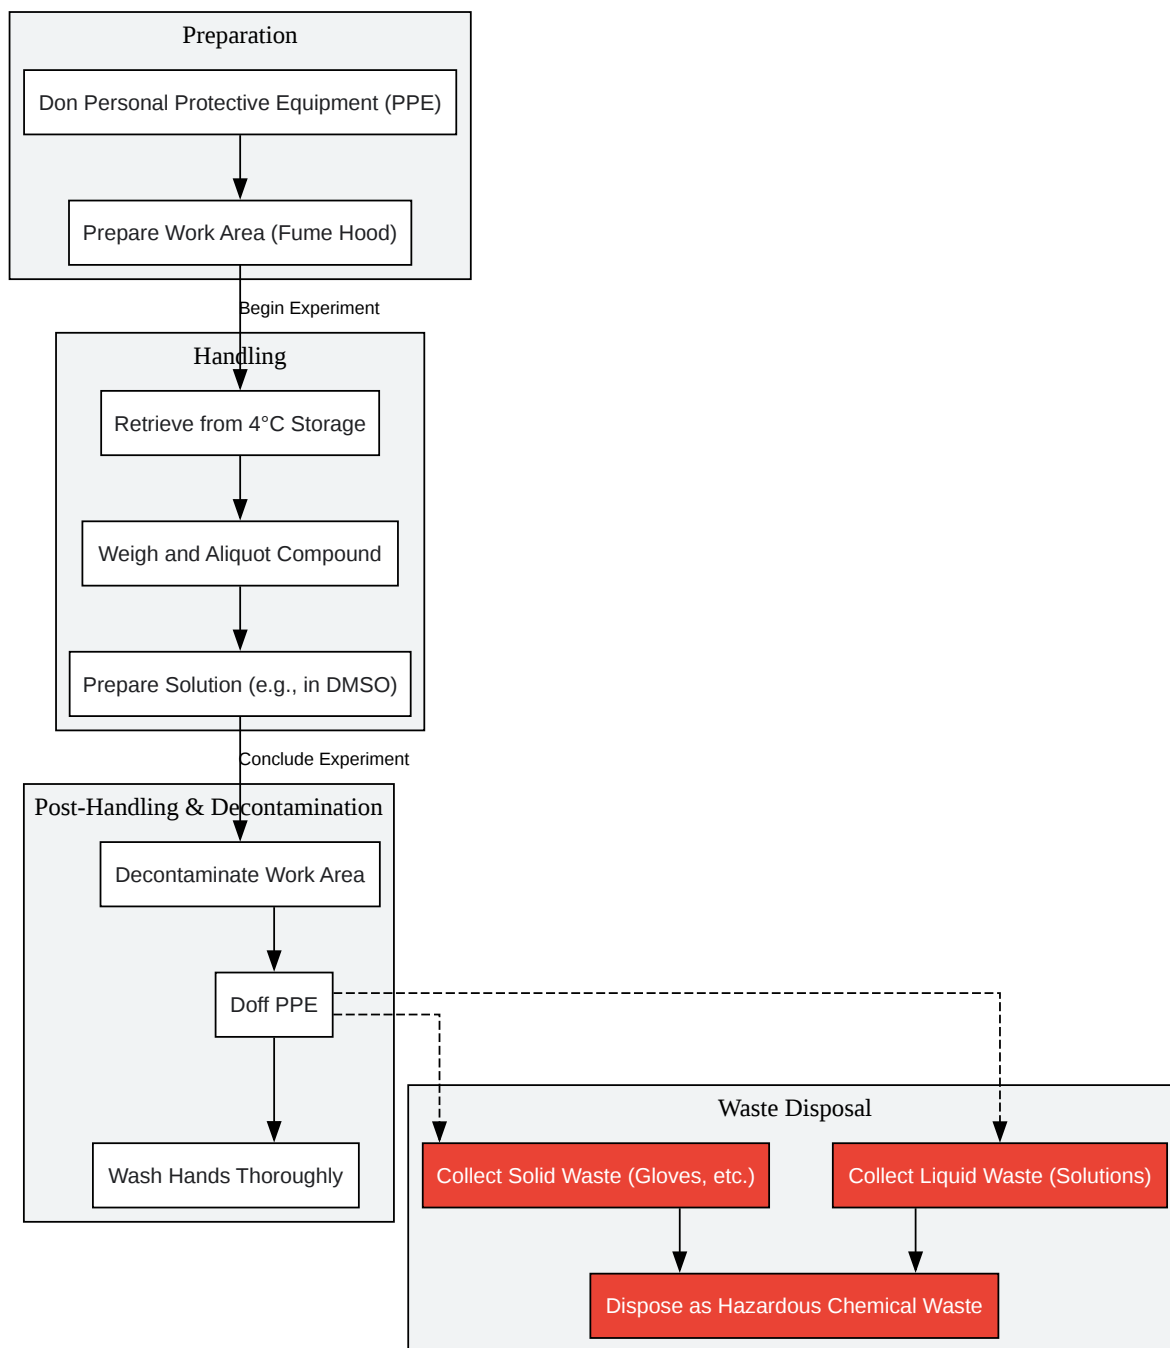 Preparation
Don Personal Protective Equipment (PPE)
Prepare Work Area (Fume Hood)
Begin Experiment
Handling
Retrieve from 4°C Storage
Weigh and Aliquot Compound
Prepare Solution (e.g., in DMSO)
Conclude Experiment
Post-Handling & Decontamination
Decontaminate Work Area
Doff PPE
Wash Hands Thoroughly
Waste Disposal
Collect Solid Waste (Gloves, etc.)
Collect Liquid Waste (Solutions)
Dispose as Hazardous Chemical Waste